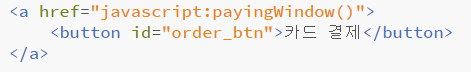 <a href="javascript:payingWindow()">
<button id="order_btn">카드 결제</button>
</a>